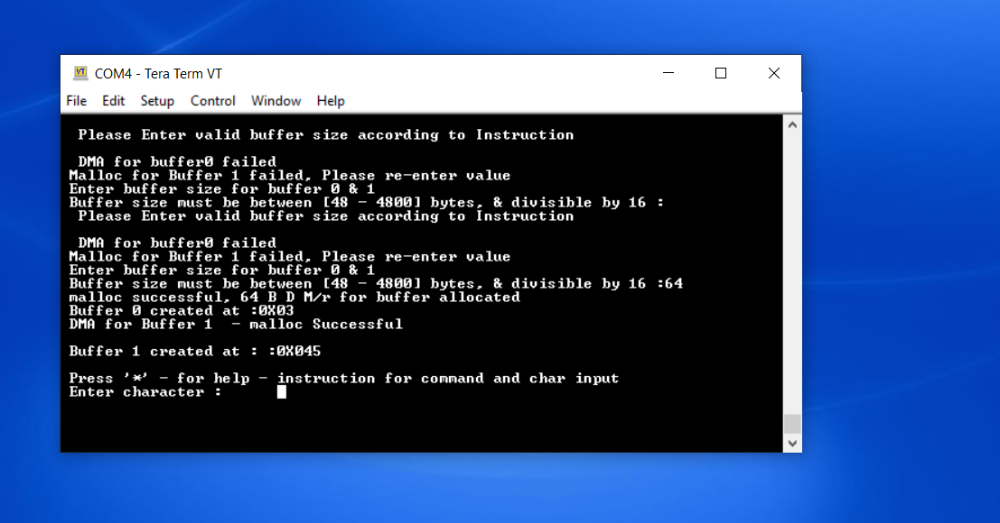 VT
COM4 - Tera Term VT
File Edit Setup Control Window Help
Please Enter valid buffer size according to Instruction
DMA for buffer0 failed
Malloc for Buffer 1 failed, Please re-enter value
Enter buffer size for buffer 0 & 1
Buffer size must be between [48 - 4800] bytes, & divisible by 16 :
Please Enter valid buffer size according to Instruction
DMA for buffer0 failed
Malloc for Buffer 1 failed, Please re-enter value
Enter buffer size for buffer 0 & 1
Buffer size must be between [48 - 4800] bytes, & divisible by 16 :64
malloc successful, 64 B D M/r for buffer allocated
Buffer 0 created at :0X03
DMA for Buffer 1  - malloc Successful
Buffer 1 created at : :0X045
Press '*' - for help - instruction for command and char input
Enter character :